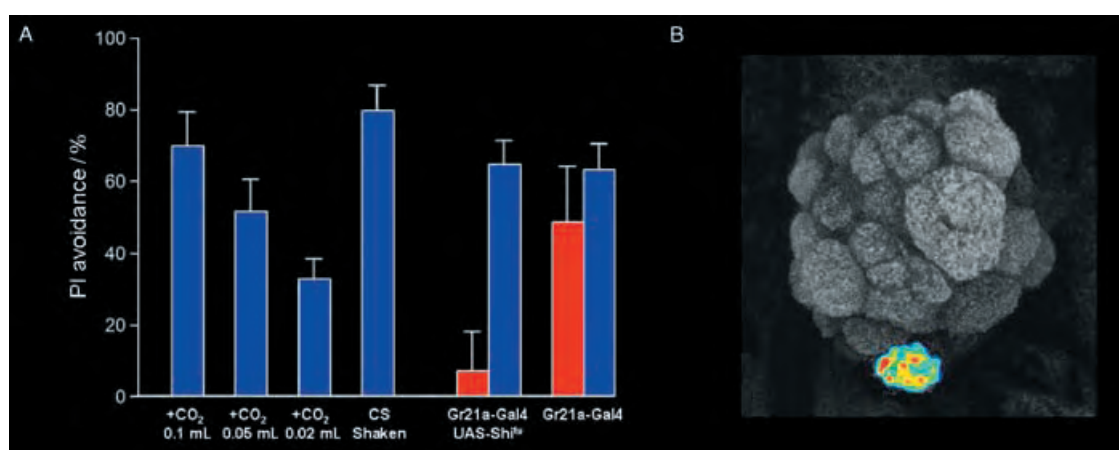 A
B
PI avoidance / %
100
80
60
40
20
0
+CO₂
0.1 mL
+CO₂
0.05 mL
+CO₂
0.02 mL
CS
Shaken
Gr21a-Gal4
UAS-Shiᵗˢ
Gr21a-Gal4